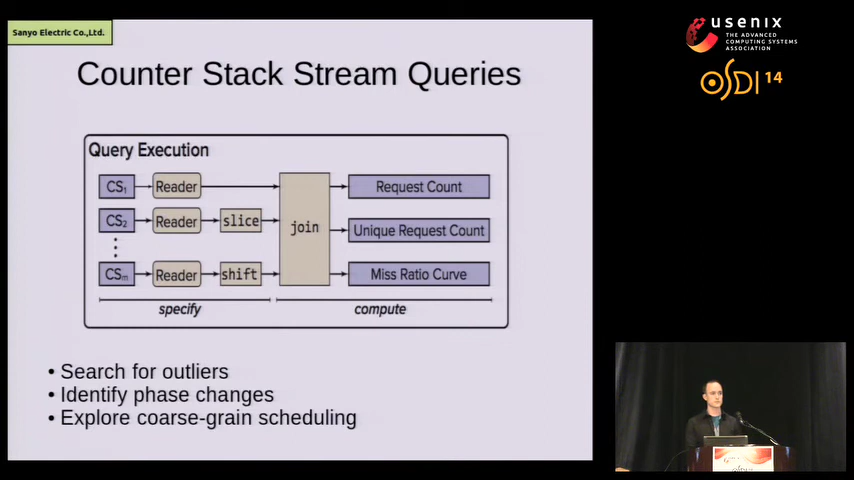 Sanyo Electric Co.,Ltd.
usenix
THE ADVANCED
COMPUTING SYSTEMS
ASSOCIATION
OSDI 14
Counter Stack Stream Queries
Query Execution
CS₁ Reader Request Count
CS₂ Reader slice join Unique Request Count
CSₘ Reader shift Miss Ratio Curve
specify compute
• Search for outliers
• Identify phase changes
• Explore coarse-grain scheduling